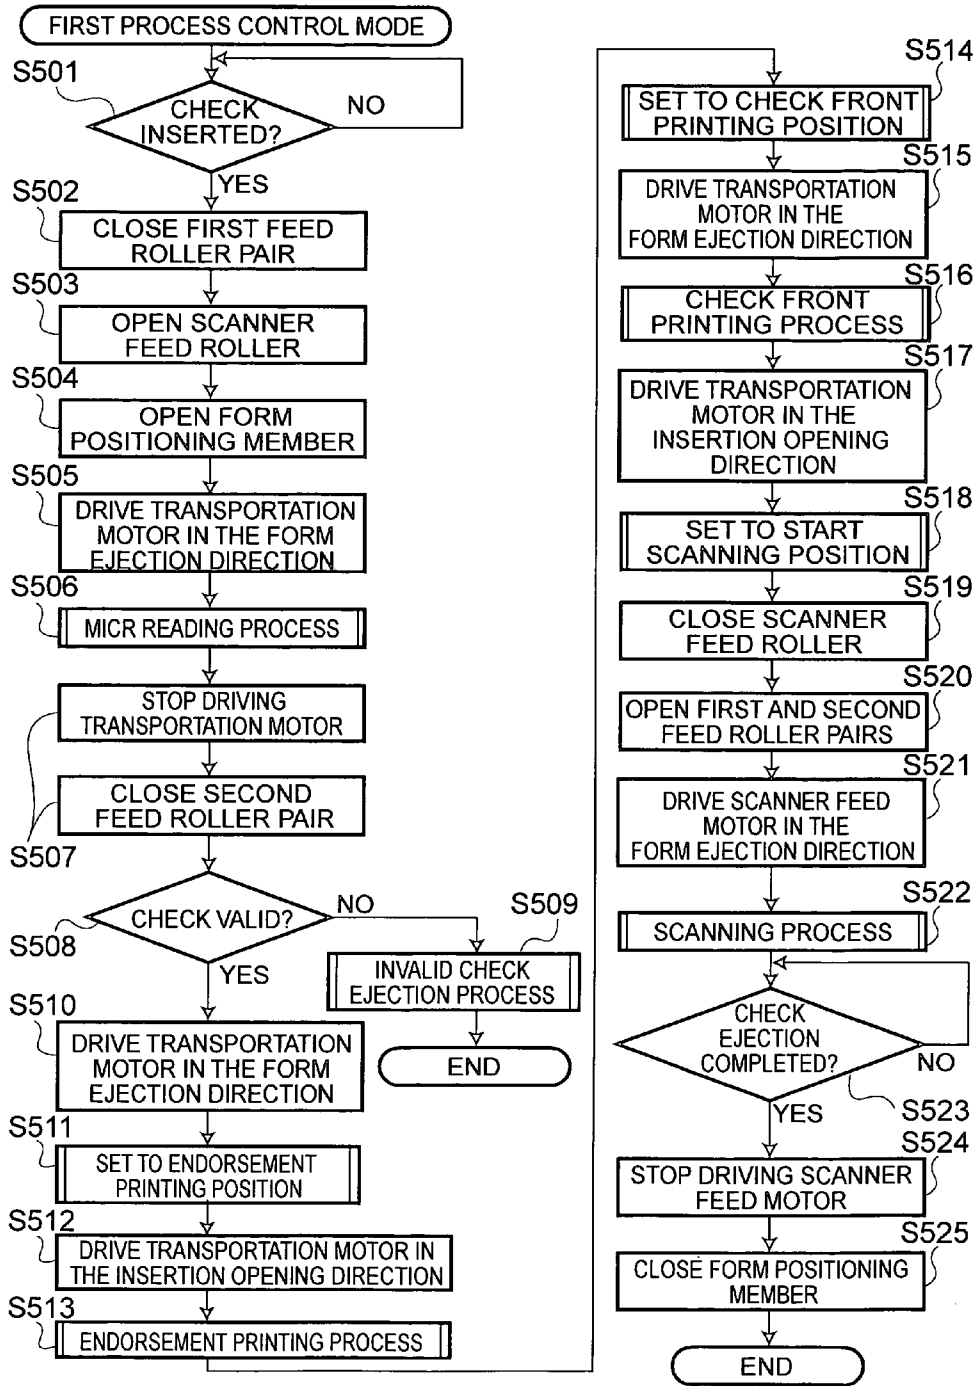 FIRST PROCESS CONTROL MODE
S501
CHECK
INSERTED?
NO
YES
S502
CLOSE FIRST FEED
ROLLER PAIR
S503
OPEN SCANNER
FEED ROLLER
S504
OPEN FORM
POSITIONING MEMBER
S505
DRIVE TRANSPORTATION
MOTOR IN THE FORM
EJECTION DIRECTION
S506
MICR READING PROCESS
STOP DRIVING
TRANSPORTATION MOTOR
CLOSE SECOND
FEED ROLLER PAIR
S507
CHECK VALID?
NO
S508
YES
S509
INVALID CHECK
EJECTION PROCESS
END
S510
DRIVE TRANSPORTATION
MOTOR IN THE FORM
EJECTION DIRECTION
S511
SET TO ENDORSEMENT
PRINTING POSITION
S512
DRIVE TRANSPORTATION MOTOR IN
THE INSERTION OPENING DIRECTION
S513
ENDORSEMENT PRINTING PROCESS
S514
SET TO CHECK FRONT
PRINTING POSITION
S515
DRIVE TRANSPORTATION
MOTOR IN THE
FORM EJECTION DIRECTION
S516
CHECK FRONT
PRINTING PROCESS
S517
DRIVE TRANSPORTATION
MOTOR IN THE
INSERTION OPENING
DIRECTION
S518
SET TO START
SCANNING POSITION
S519
CLOSE SCANNER
FEED ROLLER
S520
OPEN FIRST AND SECOND
FEED ROLLER PAIRS
S521
DRIVE SCANNER FEED
MOTOR IN THE
FORM EJECTION DIRECTION
S522
SCANNING PROCESS
CHECK
EJECTION
COMPLETED?
NO
YES
S523
S524
STOP DRIVING SCANNER
FEED MOTOR
S525
CLOSE FORM POSITIONING
MEMBER
END